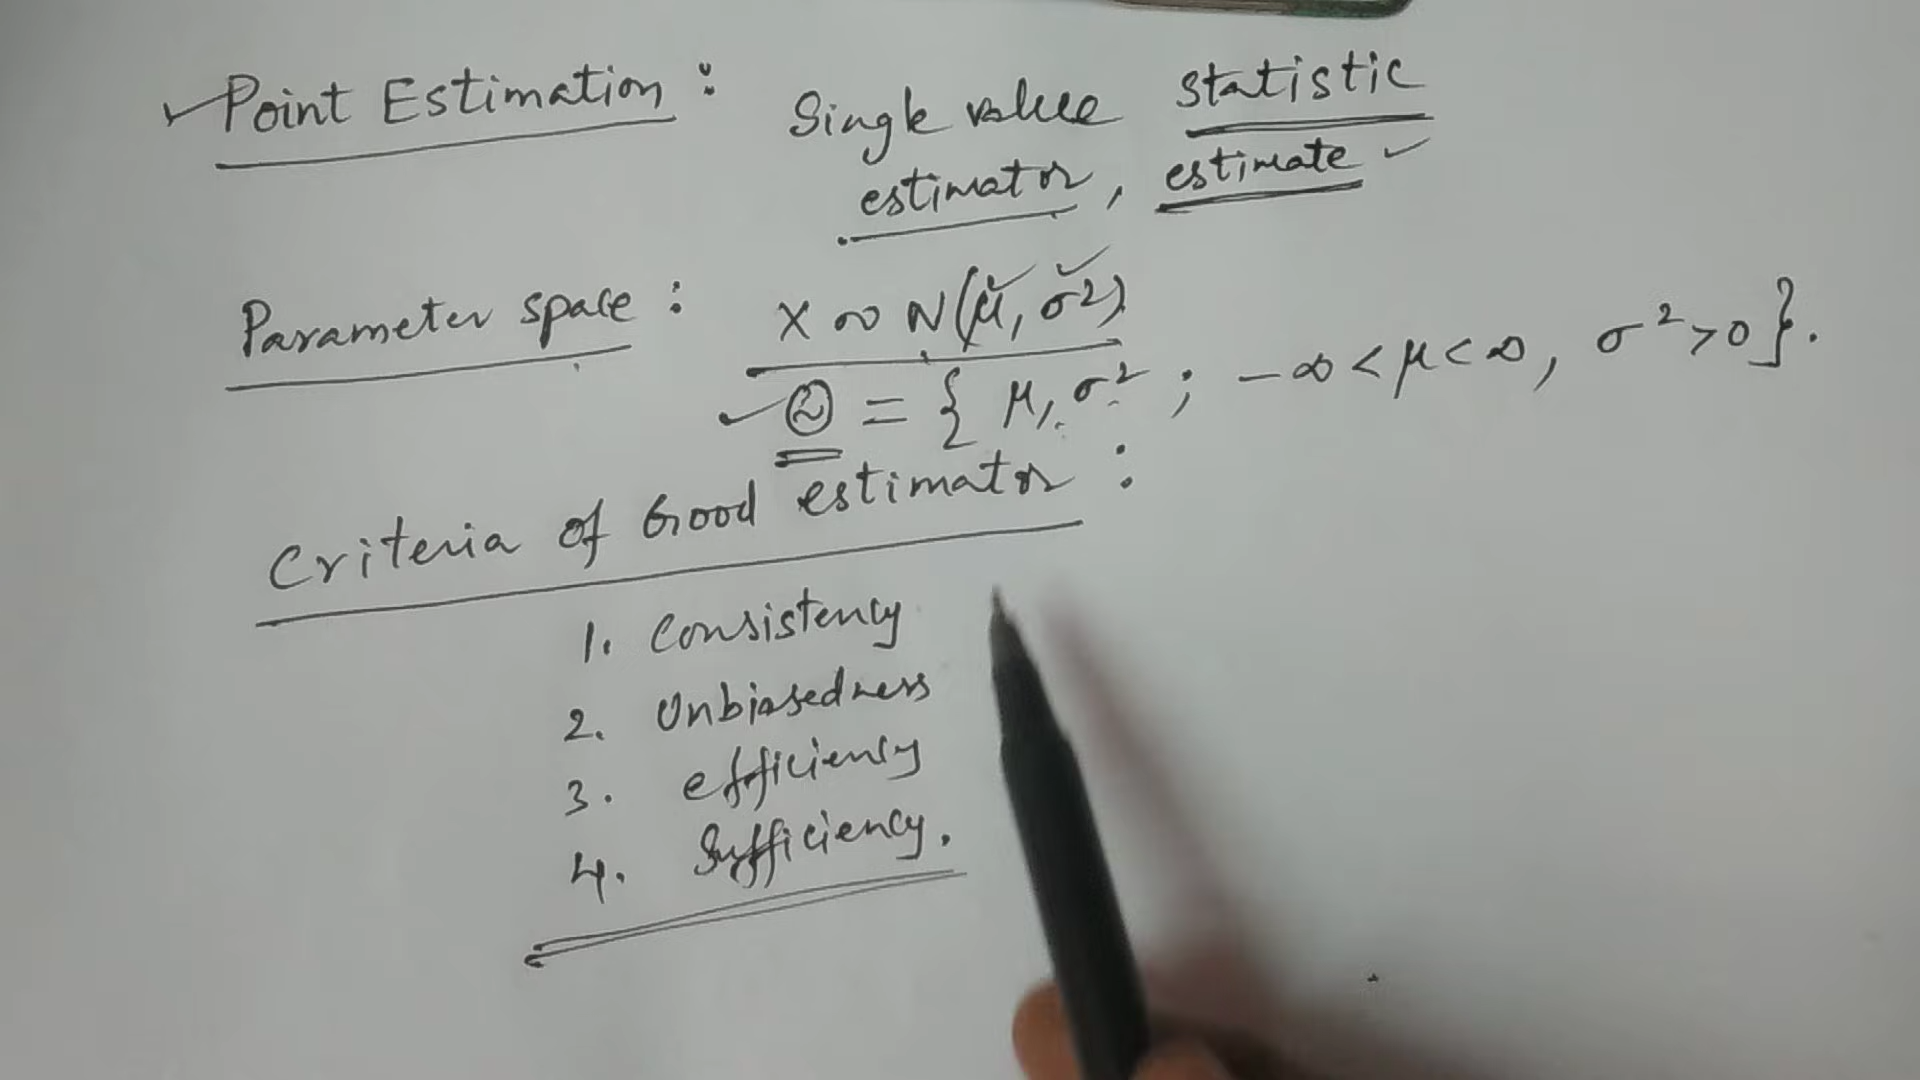 Point Estimation : Single value statistic
estimator, estimate
Parameter space : X ~ N(μ, σ²)
Θ = { μ, σ² ; -∞ < μ < ∞, σ² > 0 }.
Criteria of Good estimator :
1. Consistency
2. Unbiasedness
3. efficiency
4. Sufficiency.